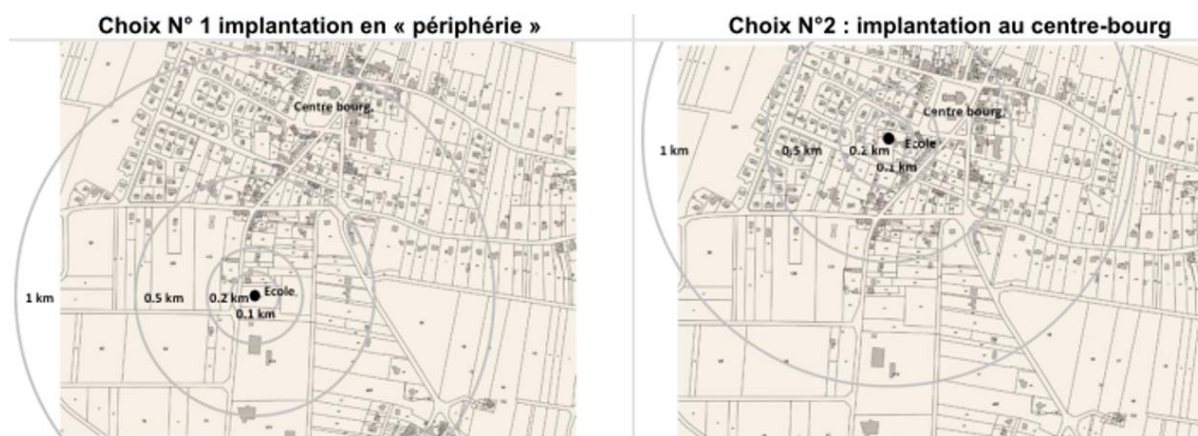 Choix N° 1 implantation en « périphérie »
Centre bourg.
1 km
0.5 km
0.2 km
Ecole
0.1 km
Choix N°2 : implantation au centre-bourg
Centre bourg.
1 km
0.5 km
0.2 km
Ecole
0.1 km